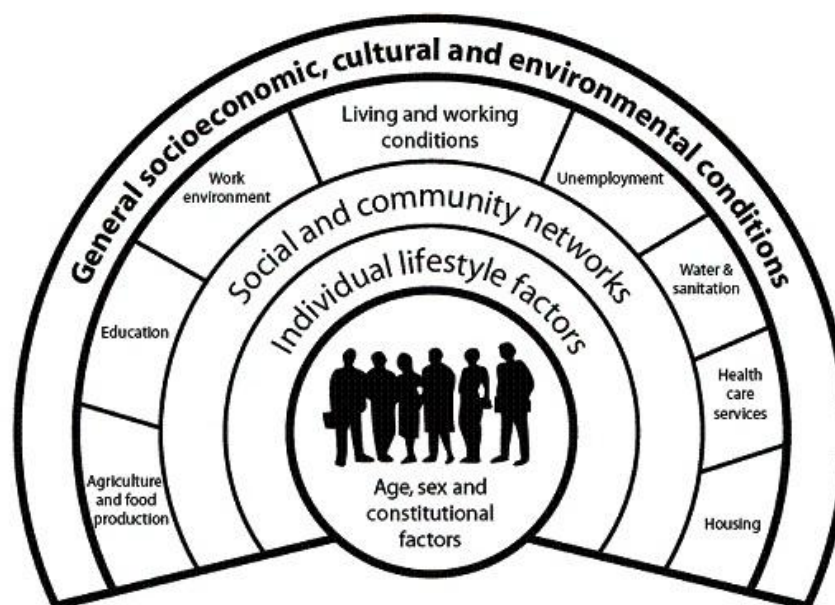 General socioeconomic, cultural and environmental conditions
Living and working
conditions
Work
environment
Unemployment
Social and community networks
Water &
sanitation
Individual lifestyle factors
Education
Health
care
services
Agriculture
and food
production
Age, sex and
constitutional
factors
Housing